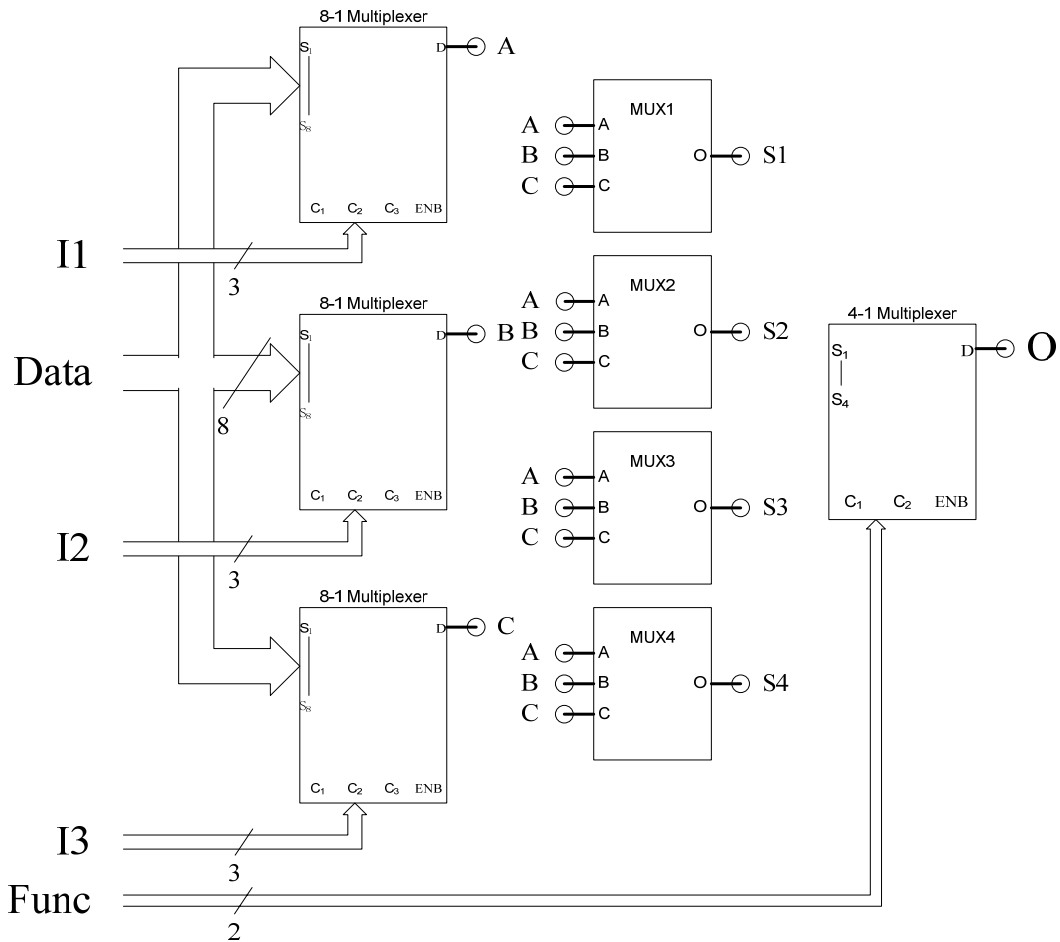 8-1 Multiplexer
S1
S8
D
A
C1 C2 C3 ENB
I1
3
8-1 Multiplexer
S1
S8
D
B
C1 C2 C3 ENB
Data
8
I2
3
8-1 Multiplexer
S1
S8
D
C
C1 C2 C3 ENB
I3
3
Func
2
MUX1
A A
B B
C C
O S1
MUX2
A A
B B
C C
O S2
MUX3
A A
B B
C C
O S3
MUX4
A A
B B
C C
O S4
4-1 Multiplexer
S1
S4
D
O
C1 C2 ENB